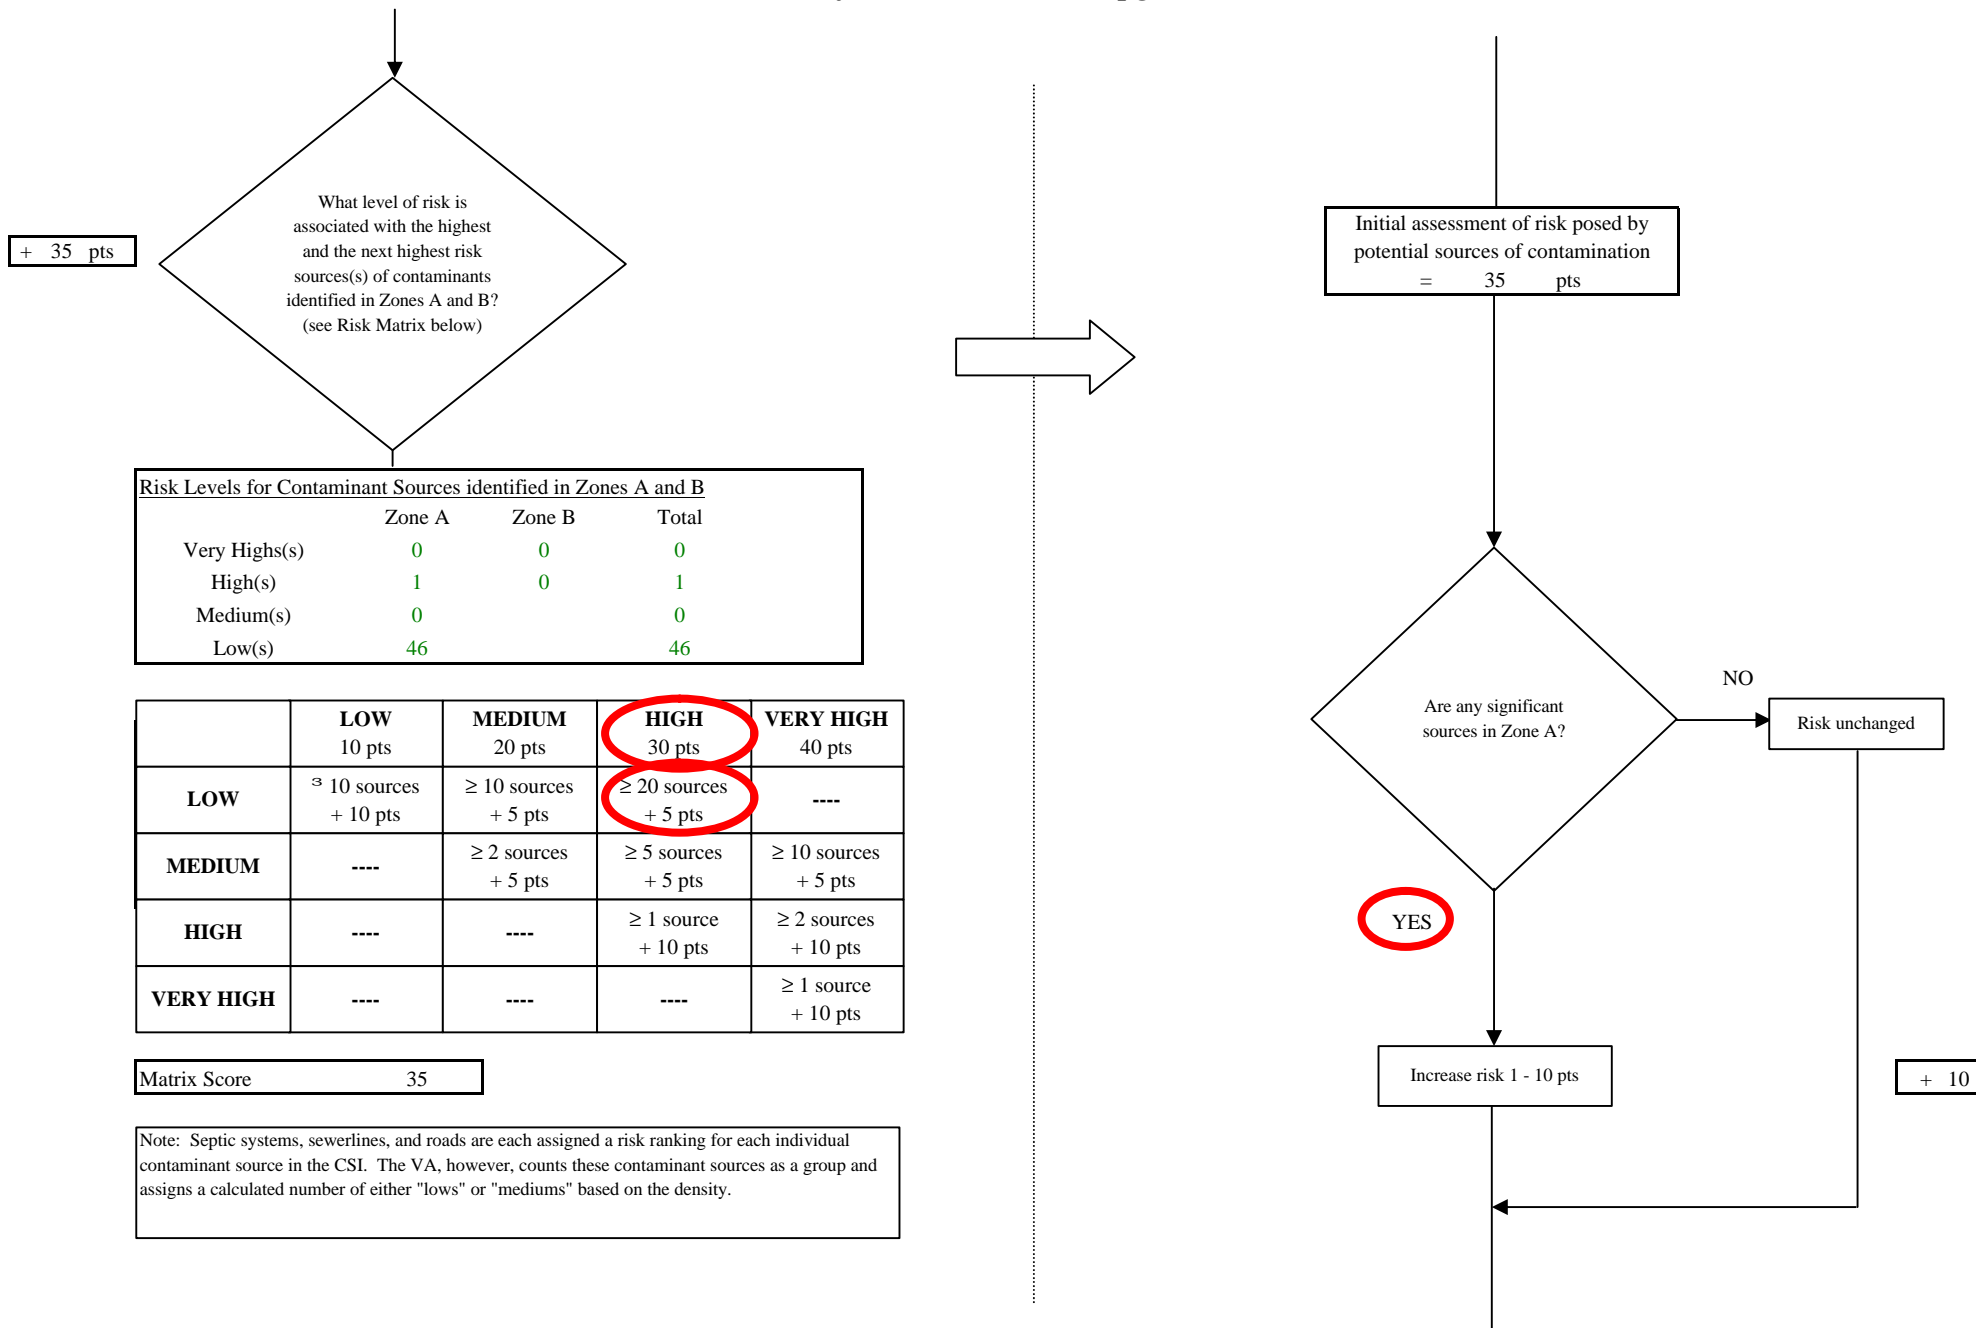 + 35 pts
What level of risk is
associated with the highest
and the next highest risk
sources(s) of contaminants
identified in Zones A and B?
(see Risk Matrix below)
Risk Levels for Contaminant Sources identified in Zones A and B
Zone A Zone B Total
Very Highs(s) 0 0 0
High(s) 1 0 1
Medium(s) 0 0
Low(s) 46 46
LOW MEDIUM HIGH VERY HIGH
10 pts 20 pts 30 pts 40 pts
LOW ³ 10 sources ≥ 10 sources ≥ 20 sources ----
+ 10 pts + 5 pts + 5 pts
MEDIUM ---- ≥ 2 sources ≥ 5 sources ≥ 10 sources
+ 5 pts + 5 pts + 5 pts
HIGH ---- ---- ≥ 1 source ≥ 2 sources
+ 10 pts + 10 pts
VERY HIGH ---- ---- ---- ≥ 1 source
+ 10 pts
Matrix Score 35
Note: Septic systems, sewerlines, and roads are each assigned a risk ranking for each individual
contaminant source in the CSI. The VA, however, counts these contaminant sources as a group and
assigns a calculated number of either "lows" or "mediums" based on the density.
Initial assessment of risk posed by
potential sources of contamination
= 35 pts
Are any significant
sources in Zone A?
NO
Risk unchanged
YES
Increase risk 1 - 10 pts
+ 10